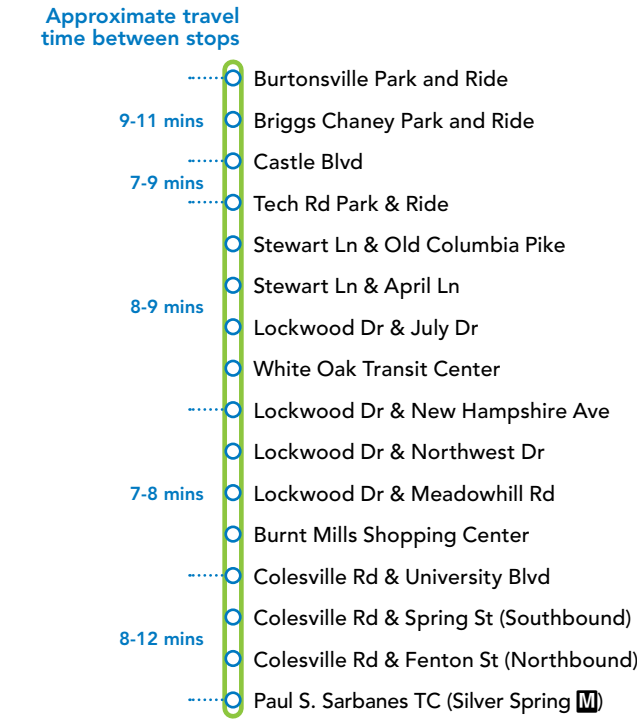 Approximate travel
time between stops
Burtonsville Park and Ride
9-11 mins
Briggs Chaney Park and Ride
Castle Blvd
7-9 mins
Tech Rd Park & Ride
Stewart Ln & Old Columbia Pike
Stewart Ln & April Ln
8-9 mins
Lockwood Dr & July Dr
White Oak Transit Center
Lockwood Dr & New Hampshire Ave
Lockwood Dr & Northwest Dr
7-8 mins
Lockwood Dr & Meadowhill Rd
Burnt Mills Shopping Center
Colesville Rd & University Blvd
Colesville Rd & Spring St (Southbound)
8-12 mins
Colesville Rd & Fenton St (Northbound)
Paul S. Sarbanes TC (Silver Spring M)